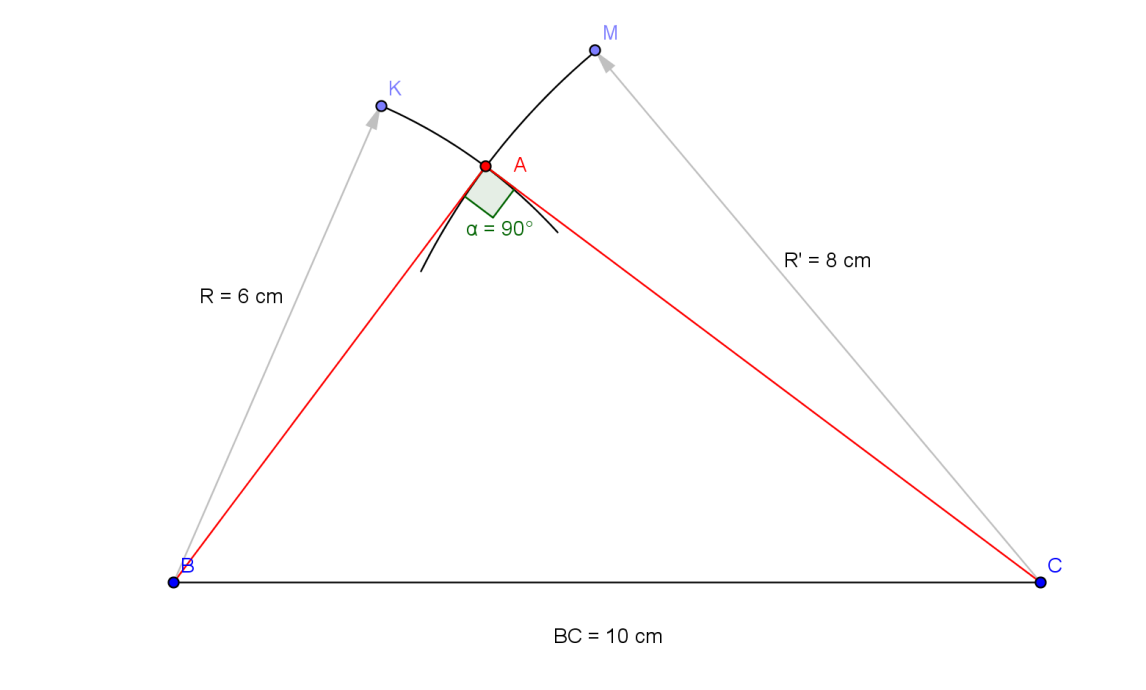 M
K
A
α = 90°
R' = 8 cm
R = 6 cm
B
C
BC = 10 cm